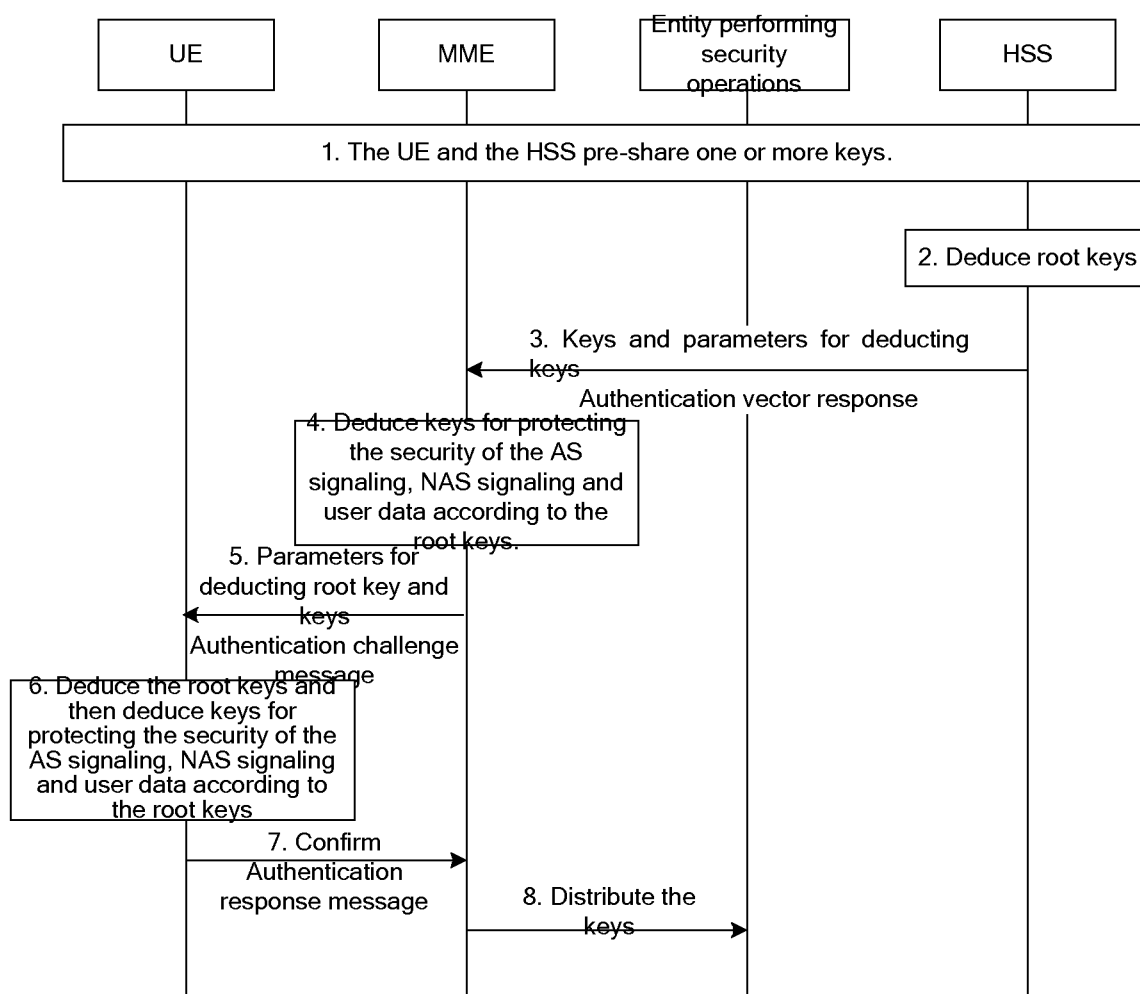 UE
MME
Entity performing
security
operations
HSS
1. The UE and the HSS pre-share one or more keys.
2. Deduce root keys
3. Keys and parameters for deducting
keys
Authentication vector response
4. Deduce keys for protecting
the security of the AS
signaling, NAS signaling and
user data according to the
root keys.
5. Parameters for
deducting root key and
keys
Authentication challenge
message
6. Deduce the root keys and
then deduce keys for
protecting the security of the
AS signaling, NAS signaling
and user data according to
the root keys
7. Confirm
Authentication
response message
8. Distribute the
keys